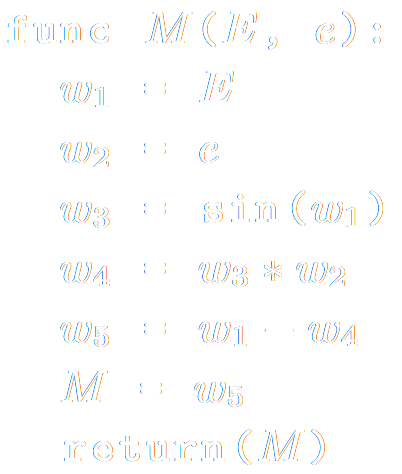 func M(E, e):
w₁ = E
w₂ = e
w₃ = sin(w₁)
w₄ = w₃ * w₂
w₅ = w₁ − w₄
M = w₅
return(M)